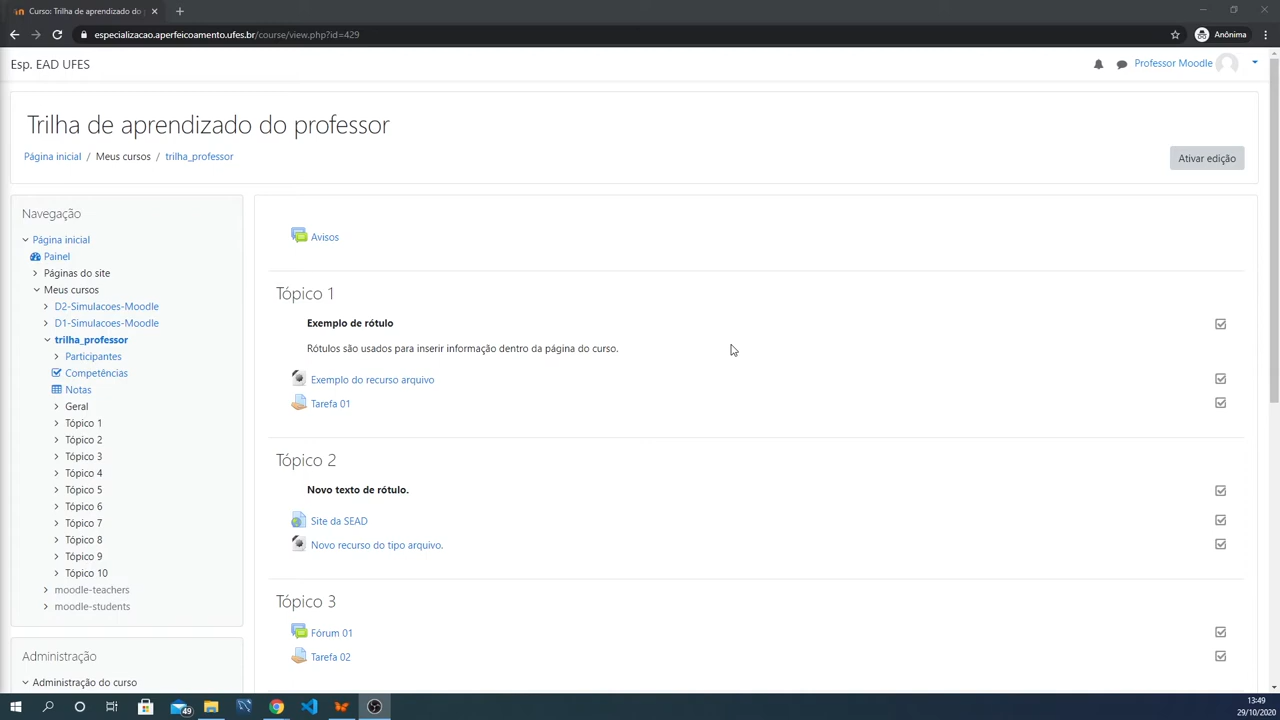 Curso: Trilha de aprendizado do
especializacao.aperfeicoamento.ufes.br/course/view.php?id=429
Anônima
Esp. EAD UFES
Professor Moodle
Trilha de aprendizado do professor
Página inicial / Meus cursos / trilha_professor
Ativar edição
Navegação
Página inicial
Painel
Páginas do site
Meus cursos
D2-Simulacoes-Moodle
D1-Simulacoes-Moodle
trilha_professor
Participantes
Competências
Notas
Geral
Tópico 1
Tópico 2
Tópico 3
Tópico 4
Tópico 5
Tópico 6
Tópico 7
Tópico 8
Tópico 9
Tópico 10
moodle-teachers
moodle-students
Administração
Administração do curso
Avisos
Tópico 1
Exemplo de rótulo
Rótulos são usados para inserir informação dentro da página do curso.
Exemplo do recurso arquivo
Tarefa 01
Tópico 2
Novo texto de rótulo.
Site da SEAD
Novo recurso do tipo arquivo.
Tópico 3
Fórum 01
Tarefa 02
49
13:49
29/10/2020